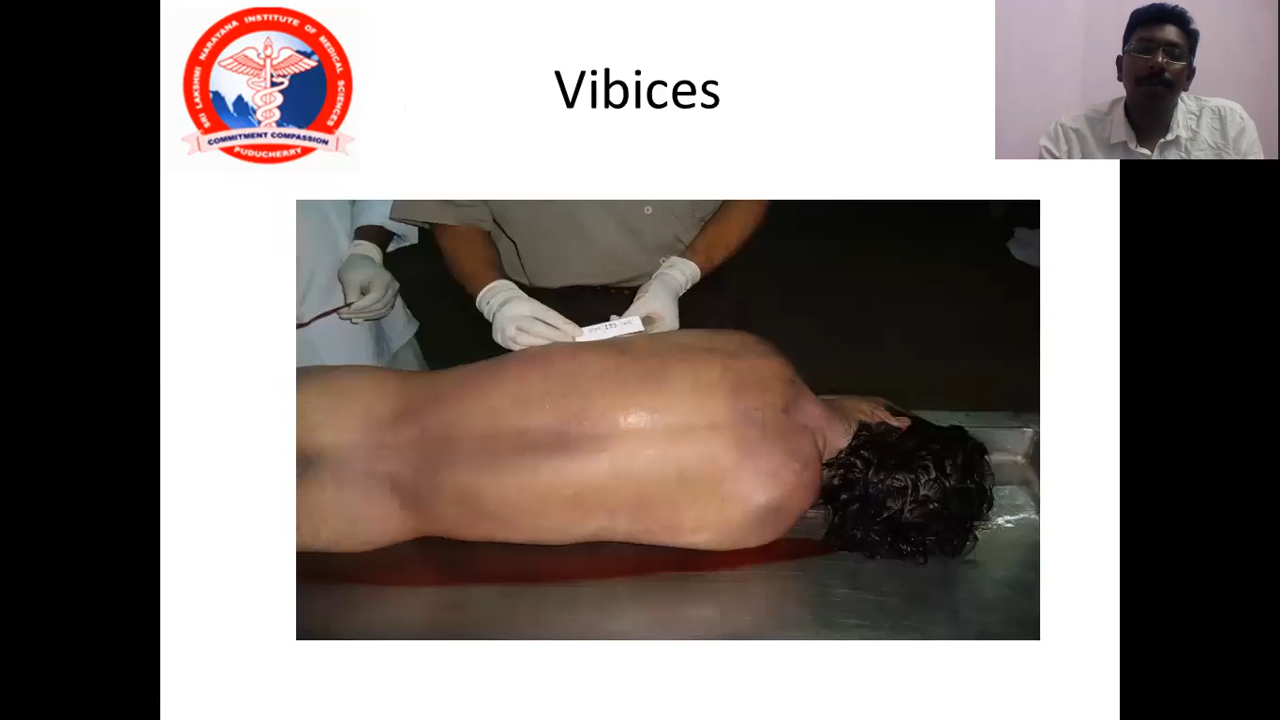 SRI LAKSHMI NARAYANA INSTITUTE OF MEDICAL SCIENCES
COMMITMENT COMPASSION
PUDUCHERRY
Vibices